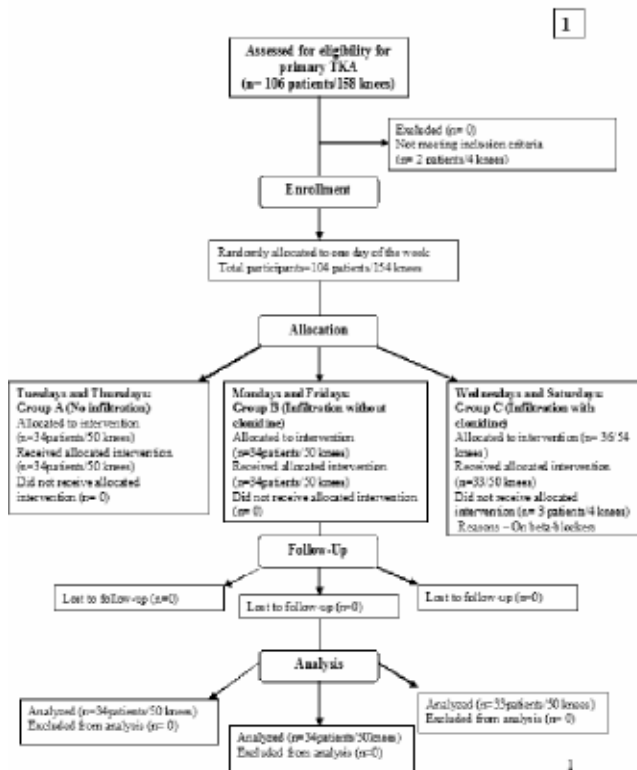 1
Assessed for eligibility for
primary TKA
(n= 106 patients/158 knees)
Excluded (n= 0)
Not meeting inclusion criteria
(n= 2 patients/4 knees)
Enrollment
Randomly allocated to one day of the week
Total participants=104 patients/154 knees
Allocation
Tuesdays and Thursdays:
Group A (No infiltration)
Allocated to intervention
(n=34patients/50 knees)
Received allocated intervention
(n=34patients/50 knees)
Did not receive allocated
intervention (n= 0)
Mondays and Fridays:
Group B (Infiltration without
clonidine)
Allocated to intervention
(n=34patients/50 knees)
Received allocated intervention
(n=34patients/50 knees)
Did not receive allocated intervention
(n= 0)
Wednesdays and Saturdays:
Group C (Infiltration with
clonidine)
Allocated to intervention (n= 36/54
knees)
Received allocated intervention
(n=33/50 knees)
Did not receive allocated
intervention (n= 3 patients/4 knees)
Reasons – On beta-blockers
Follow-Up
Lost to follow-up (n=0)
Lost to follow-up (n=0)
Lost to follow-up (n=0)
Analysis
Analyzed (n=34patients/50 knees)
Excluded from analysis (n= 0)
Analyzed (n=34patients/50knees)
Excluded from analysis (n=0)
Analyzed (n=33patients/50 knees)
Excluded from analysis (n= 0)
1